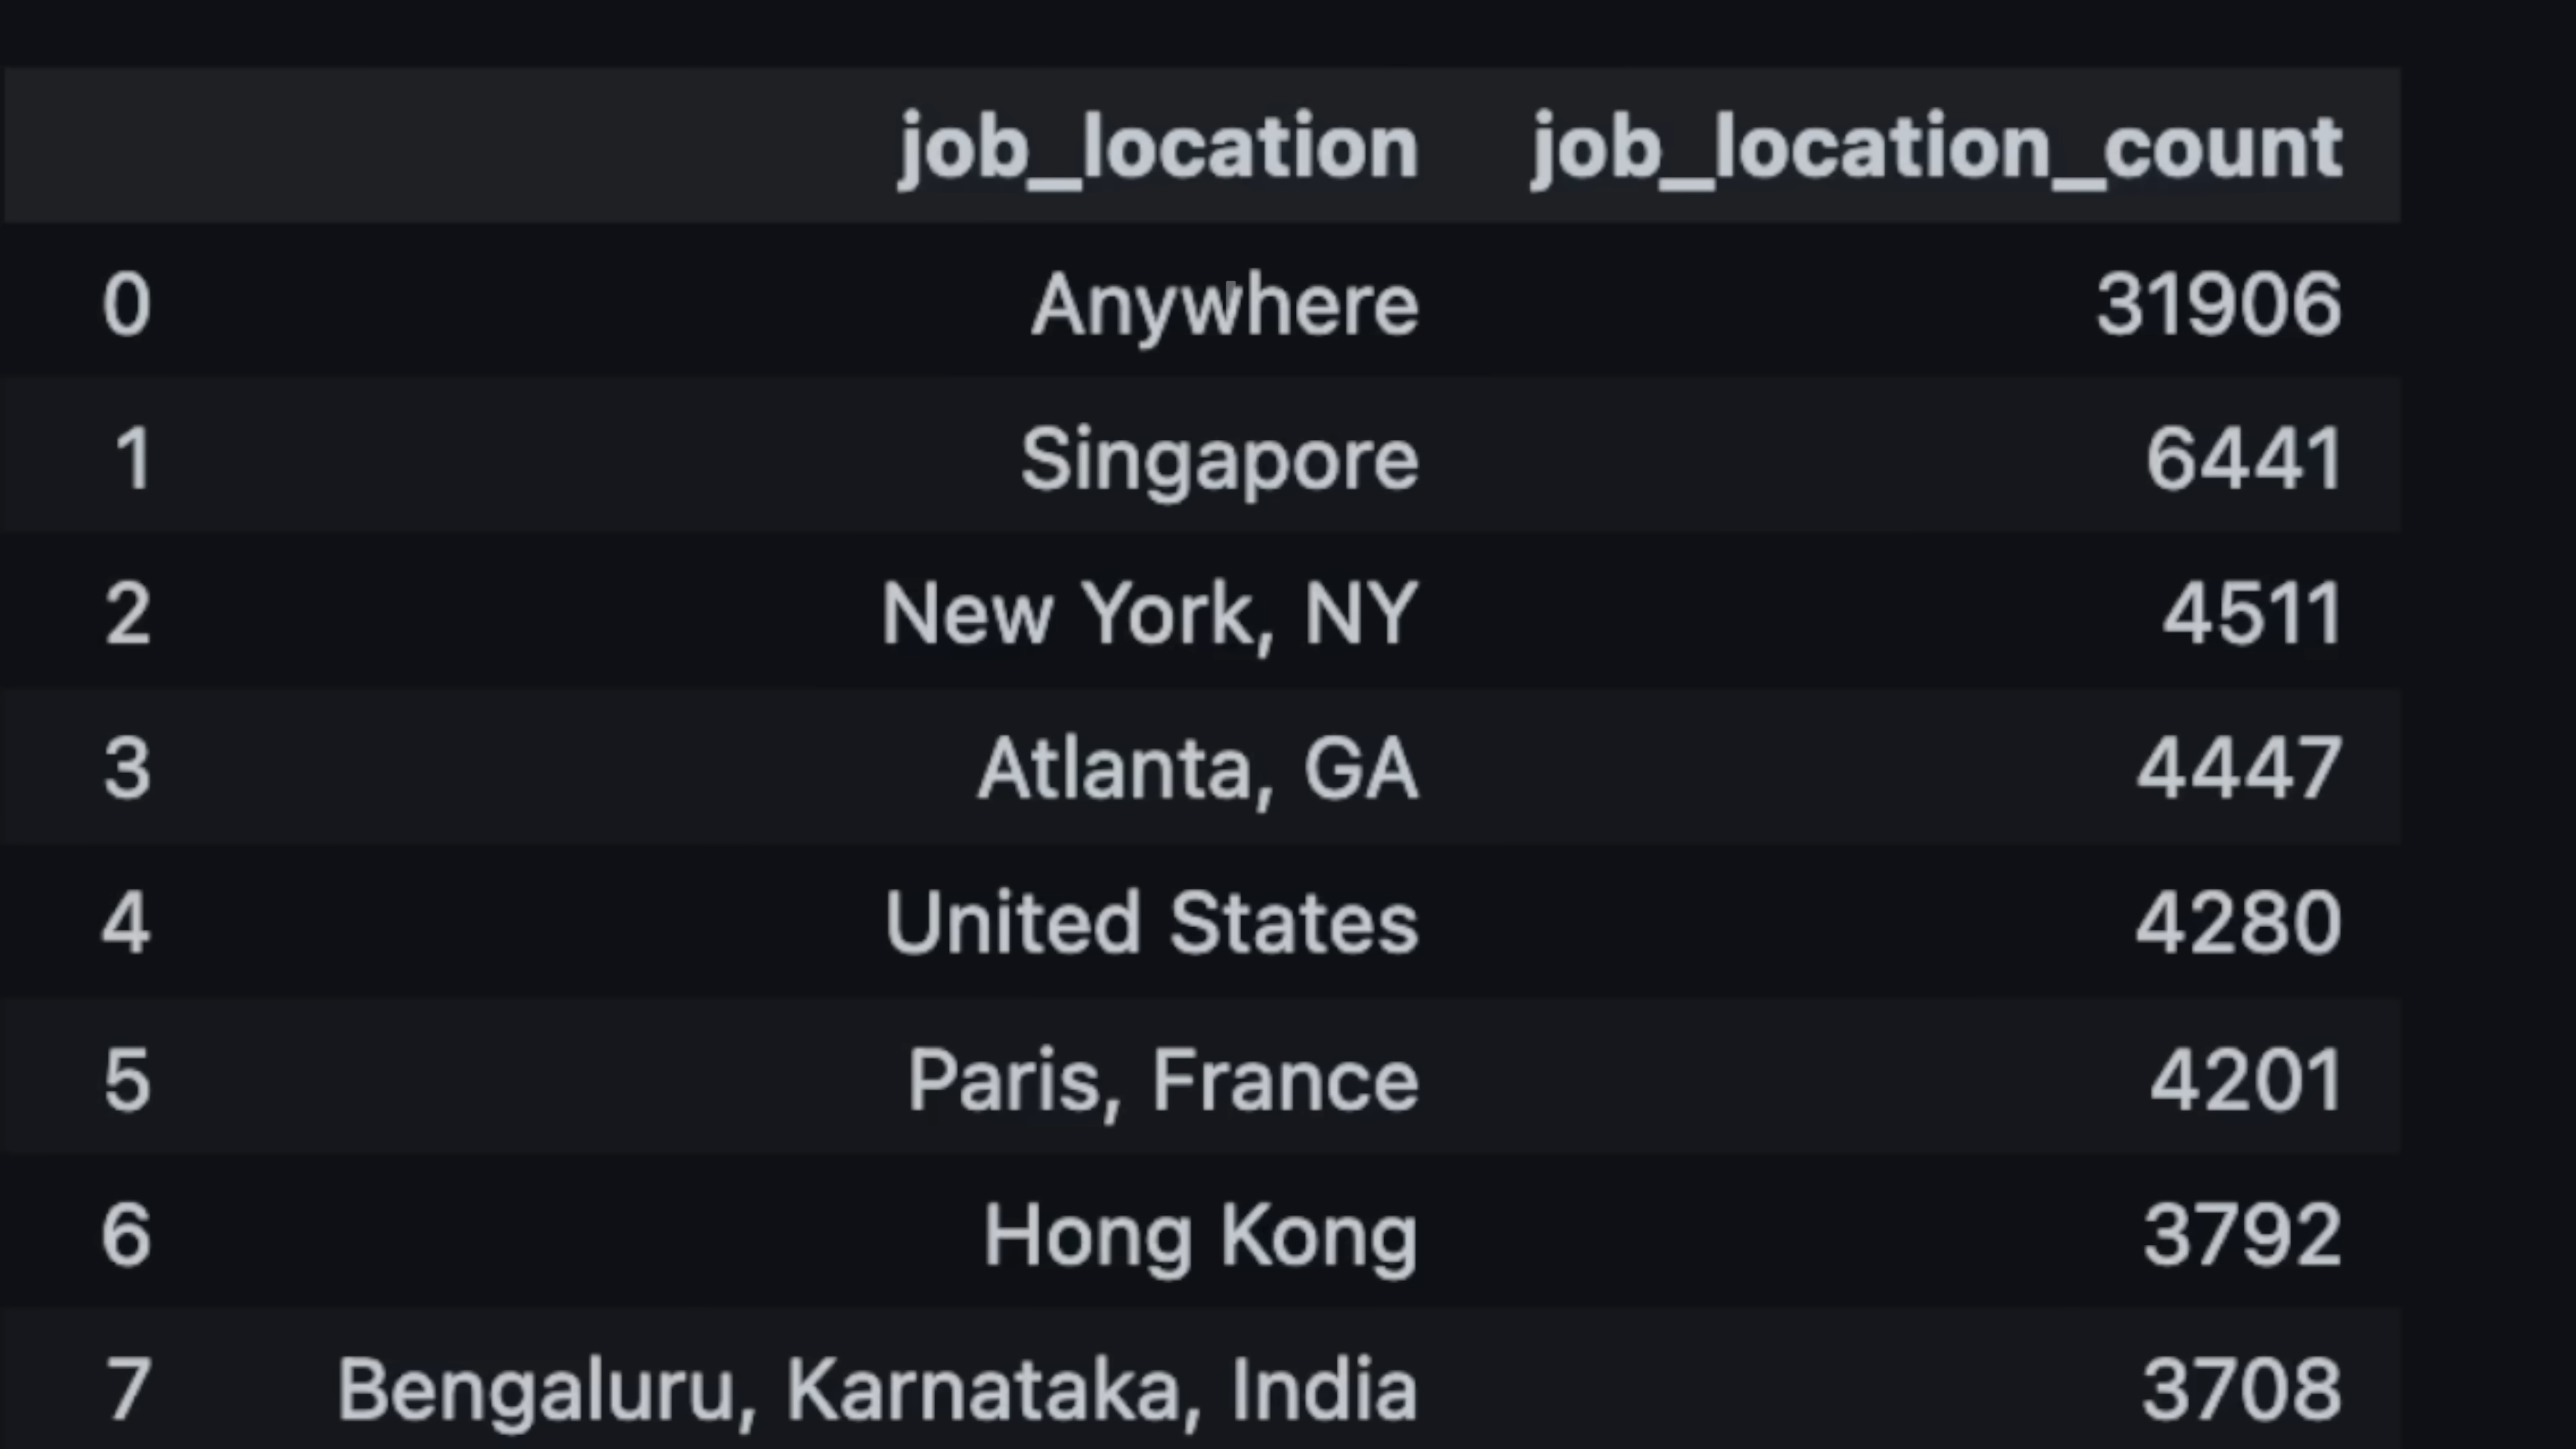 job_location job_location_count
0 Anywhere 31906
1 Singapore 6441
2 New York, NY 4511
3 Atlanta, GA 4447
4 United States 4280
5 Paris, France 4201
6 Hong Kong 3792
7 Bengaluru, Karnataka, India 3708